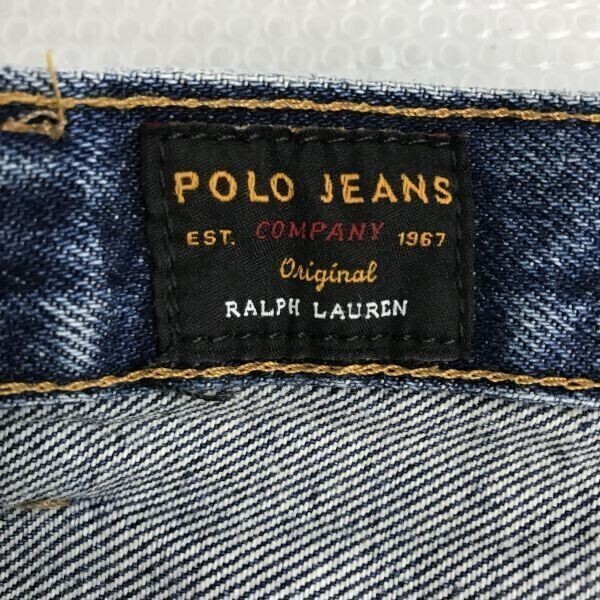 POLO JEANS
EST. COMPANY 1967
Original
RALPH LAUREN